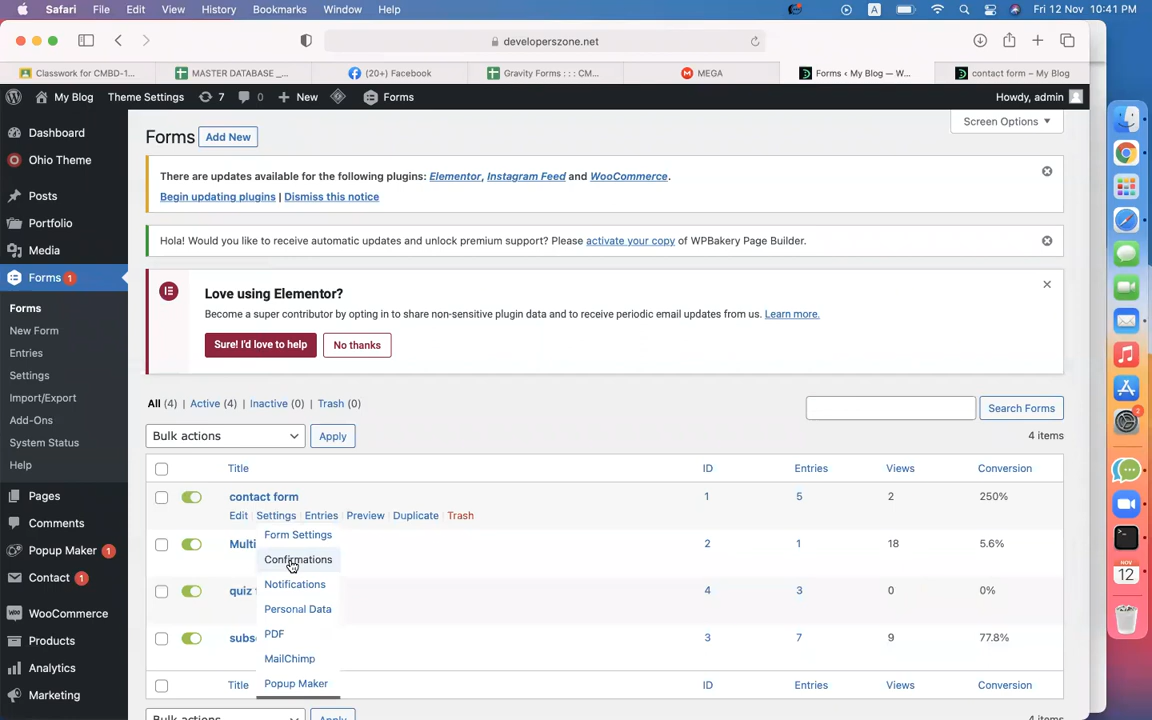 Safari File Edit View History Bookmarks Window Help A Fri 12 Nov 10:41 PM
developerszone.net
Classwork for CMBD-1... MASTER DATABASE _... (20+) Facebook Gravity Forms : : : CM... MEGA Forms ‹ My Blog — W... contact form – My Blog
My Blog Theme Settings 7 0 New Forms Howdy, admin
Screen Options
Dashboard
Ohio Theme
Posts
Portfolio
Media
Forms 1
Forms
New Form
Entries
Settings
Import/Export
Add-Ons
System Status
Help
Pages
Comments
Popup Maker 1
Contact 1
WooCommerce
Products
Analytics
Marketing
Forms Add New
There are updates available for the following plugins: Elementor, Instagram Feed and WooCommerce.
Begin updating plugins | Dismiss this notice
Hola! Would you like to receive automatic updates and unlock premium support? Please activate your copy of WPBakery Page Builder.
Love using Elementor?
Become a super contributor by opting in to share non-sensitive plugin data and to receive periodic email updates from us. Learn more.
Sure! I'd love to help No thanks
All (4) | Active (4) | Inactive (0) | Trash (0)
Search Forms
Bulk actions Apply 4 items
Title ID Entries Views Conversion
contact form 1 5 2 250%
Edit Settings Entries Preview Duplicate Trash
Form Settings
Multi 2 1 18 5.6%
Confirmations
Notifications
quiz 4 3 0 0%
Personal Data
PDF
subs 3 7 9 77.8%
MailChimp
Popup Maker
Title ID Entries Views Conversion
Bulk actions Apply 4 items
2
NOV
12